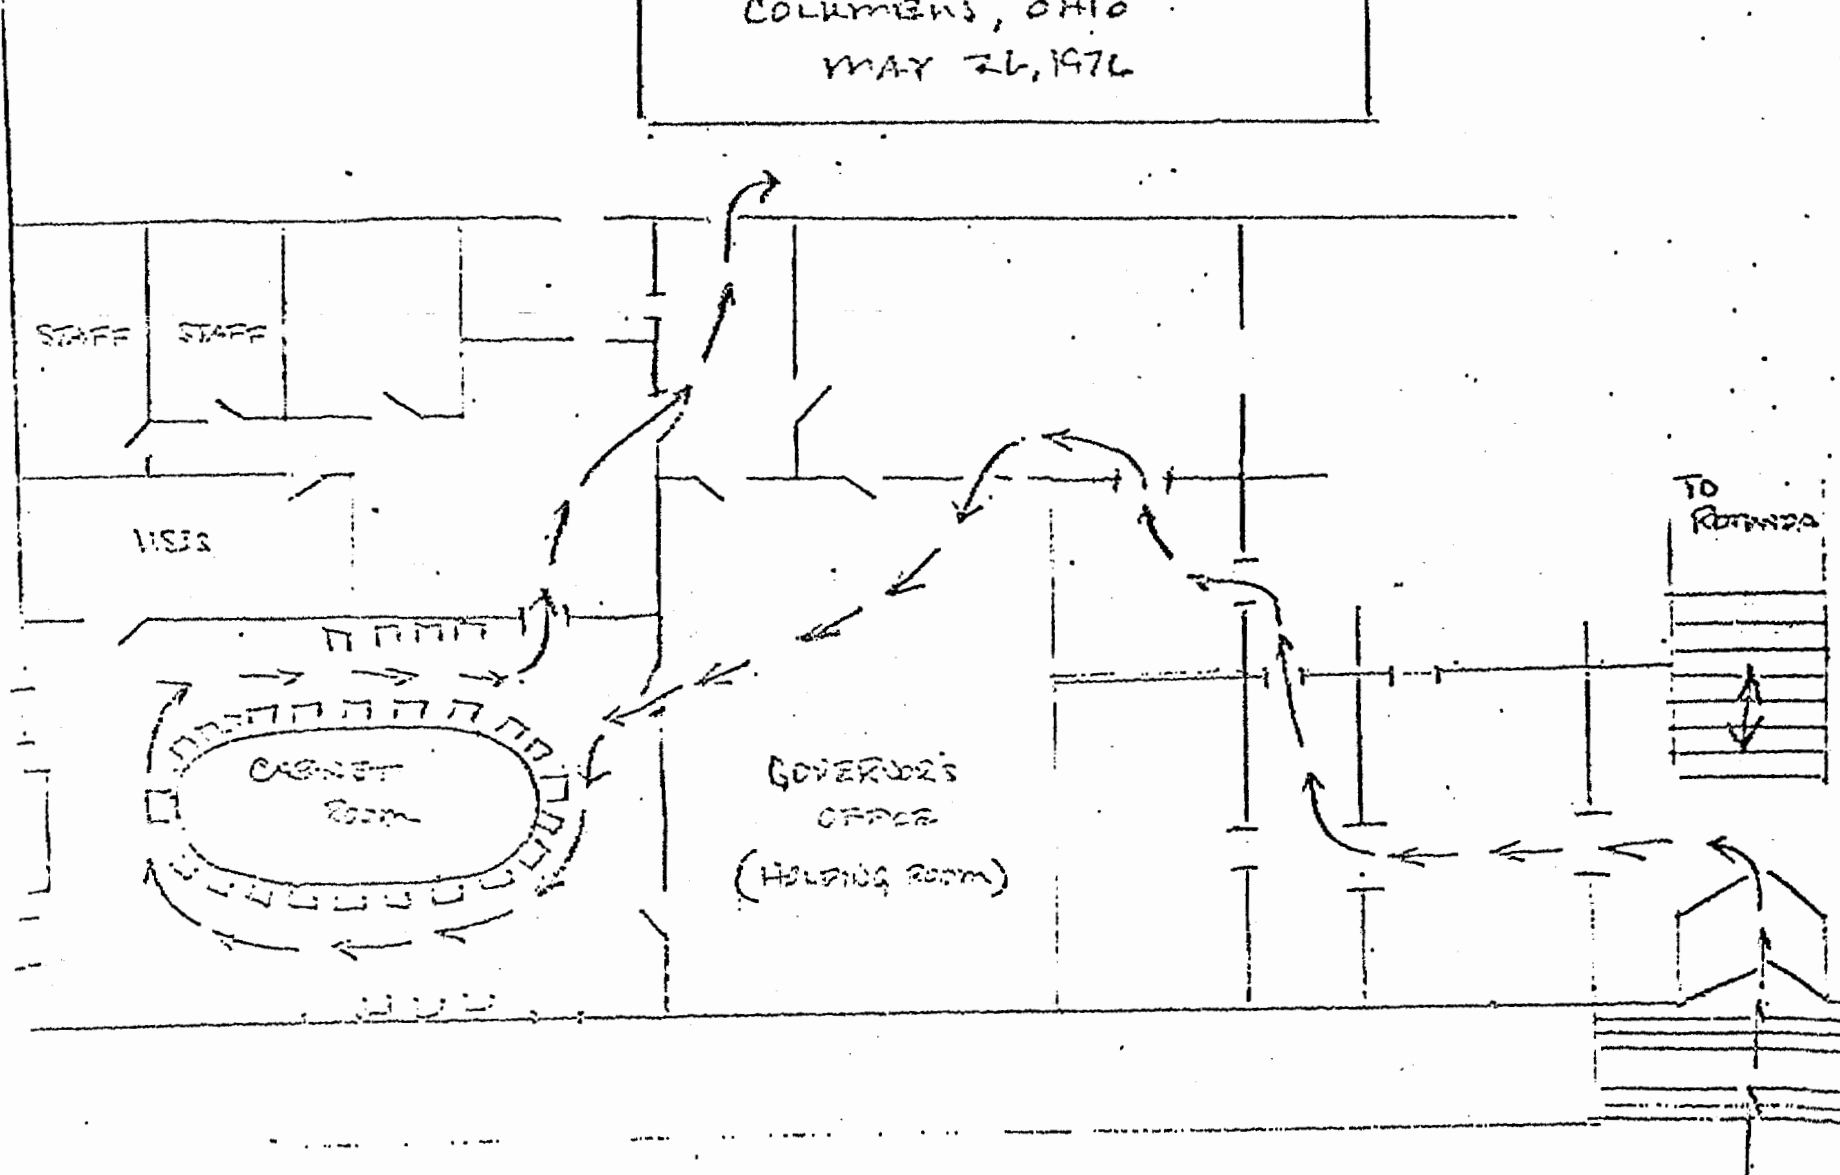 COLUMBUS, OHIO
MAY 26, 1976
STAFF
STAFF
TO
ROTUNDA
CABINET
ROOM
GOVERNOR'S
OFFICE
(HOLDING ROOM)